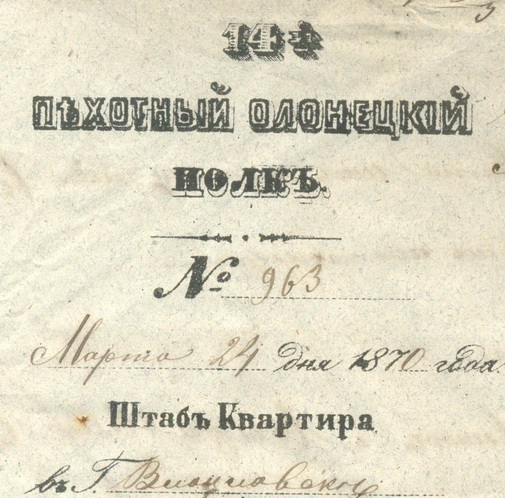 14й
ПѢХОТНЫЙ ОЛОНЕЦКІЙ
ПОЛКЪ.
№ 963
Марта 24 дня 1870 года
Штабъ Квартира
въ Г.